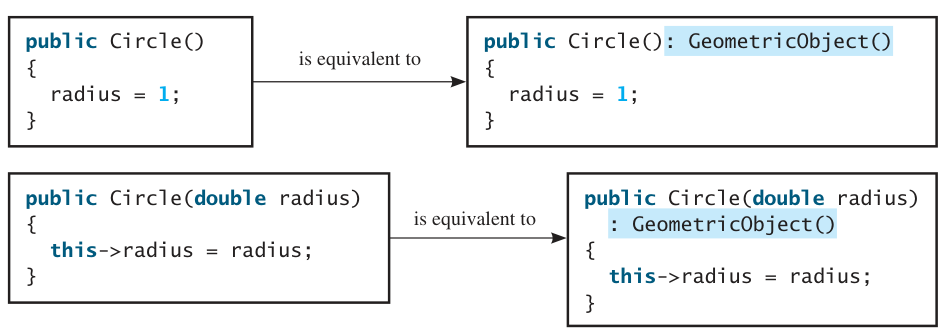 public Circle()
{
  radius = 1;
}
is equivalent to
public Circle(): GeometricObject()
{
  radius = 1;
}
public Circle(double radius)
{
  this->radius = radius;
}
is equivalent to
public Circle(double radius)
  : GeometricObject()
{
  this->radius = radius;
}